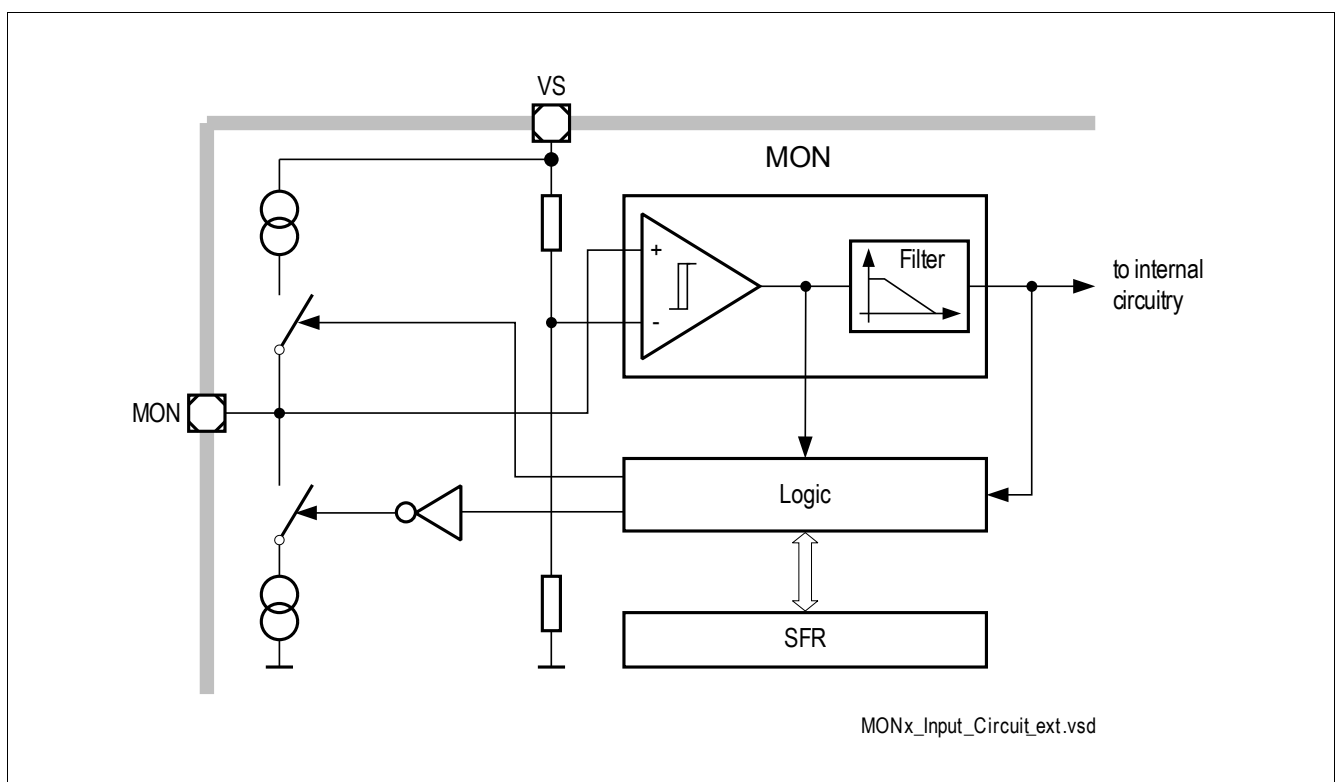 VS
MON
+
-
Filter
to internal
circuitry
MON
Logic
SFR
MONx_Input_Circuit_ext.vsd